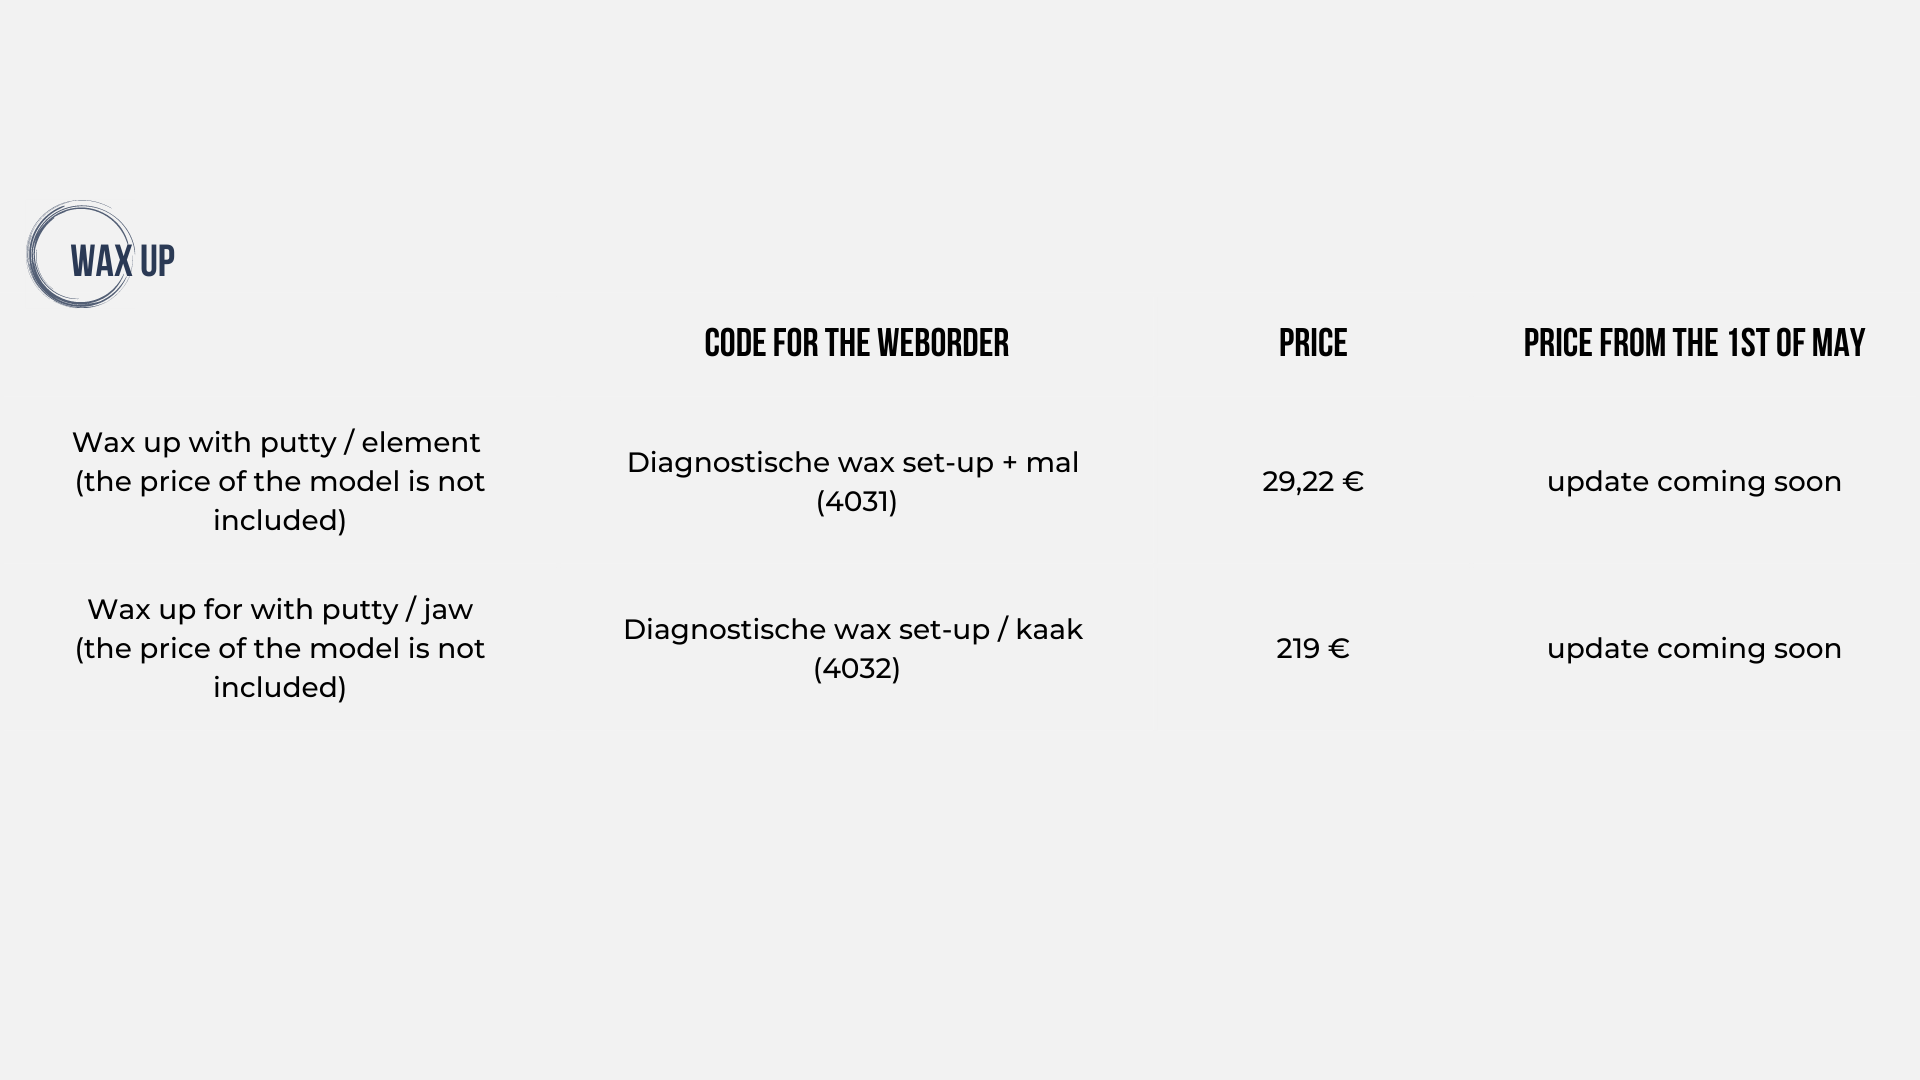 WAX UP
CODE FOR THE WEBORDER
PRICE
PRICE FROM THE 1ST OF MAY
Wax up with putty / element
(the price of the model is not
included)
Diagnostische wax set-up + mal
(4031)
29,22 €
update coming soon
Wax up for with putty / jaw
(the price of the model is not
included)
Diagnostische wax set-up / kaak
(4032)
219 €
update coming soon